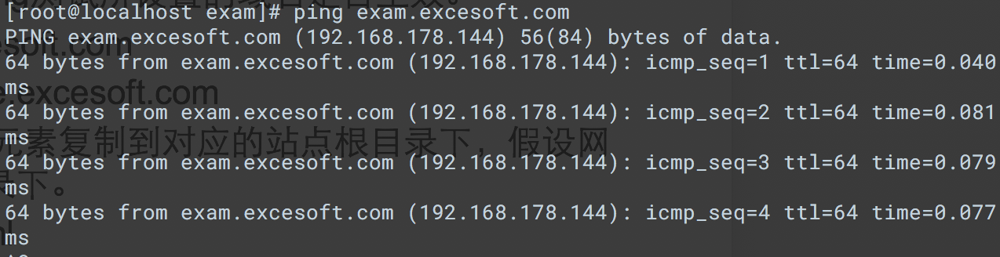 [root@localhost exam]# ping exam.excesoft.com
PING exam.excesoft.com (192.168.178.144) 56(84) bytes of data.
64 bytes from exam.excesoft.com (192.168.178.144): icmp_seq=1 ttl=64 time=0.040
ms
64 bytes from exam.excesoft.com (192.168.178.144): icmp_seq=2 ttl=64 time=0.081
ms
64 bytes from exam.excesoft.com (192.168.178.144): icmp_seq=3 ttl=64 time=0.079
ms
64 bytes from exam.excesoft.com (192.168.178.144): icmp_seq=4 ttl=64 time=0.077
ms
esoft.com
e.excesoft.com
元素复制到对应的站点根目录下，假设网
录下。